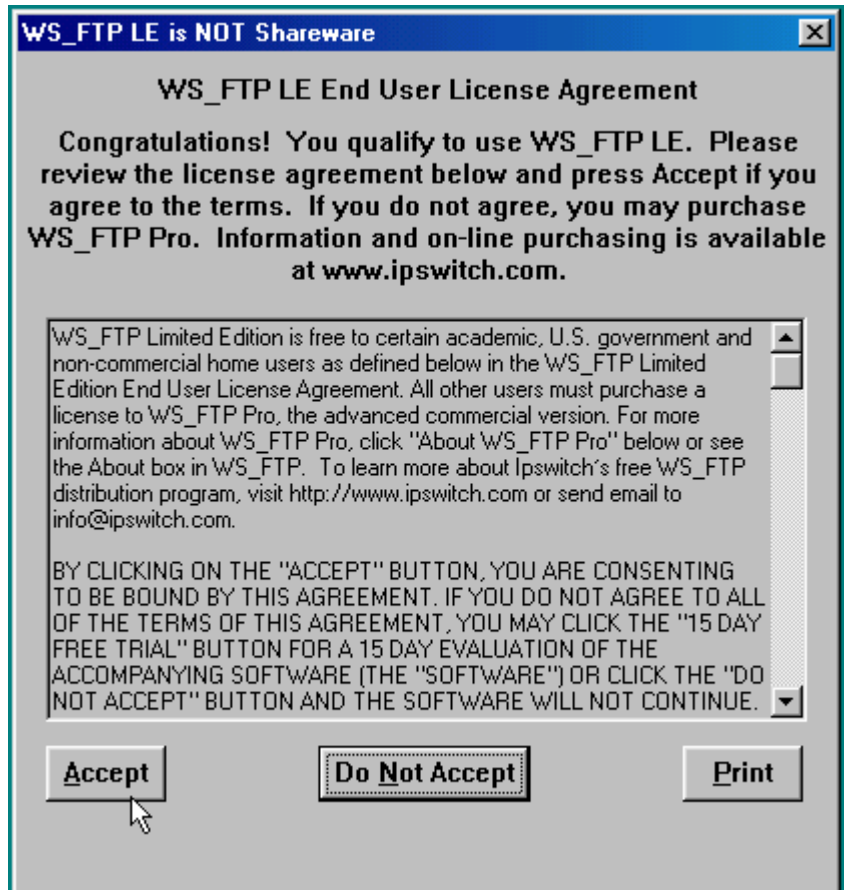 WS_FTP LE is NOT Shareware
WS_FTP LE End User License Agreement
Congratulations!  You qualify to use WS_FTP LE.  Please
review the license agreement below and press Accept if you
agree to the terms.  If you do not agree, you may purchase
WS_FTP Pro.  Information and on-line purchasing is available
at www.ipswitch.com.
WS_FTP Limited Edition is free to certain academic, U.S. government and
non-commercial home users as defined below in the WS_FTP Limited
Edition End User License Agreement. All other users must purchase a
license to WS_FTP Pro, the advanced commercial version. For more
information about WS_FTP Pro, click "About WS_FTP Pro" below or see
the About box in WS_FTP.  To learn more about Ipswitch´s free WS_FTP
distribution program, visit http://www.ipswitch.com or send email to
info@ipswitch.com.
BY CLICKING ON THE "ACCEPT" BUTTON, YOU ARE CONSENTING
TO BE BOUND BY THIS AGREEMENT. IF YOU DO NOT AGREE TO ALL
OF THE TERMS OF THIS AGREEMENT, YOU MAY CLICK THE "15 DAY
FREE TRIAL" BUTTON FOR A 15 DAY EVALUATION OF THE
ACCOMPANYING SOFTWARE (THE "SOFTWARE") OR CLICK THE "DO
NOT ACCEPT" BUTTON AND THE SOFTWARE WILL NOT CONTINUE.
Accept
Do Not Accept
Print